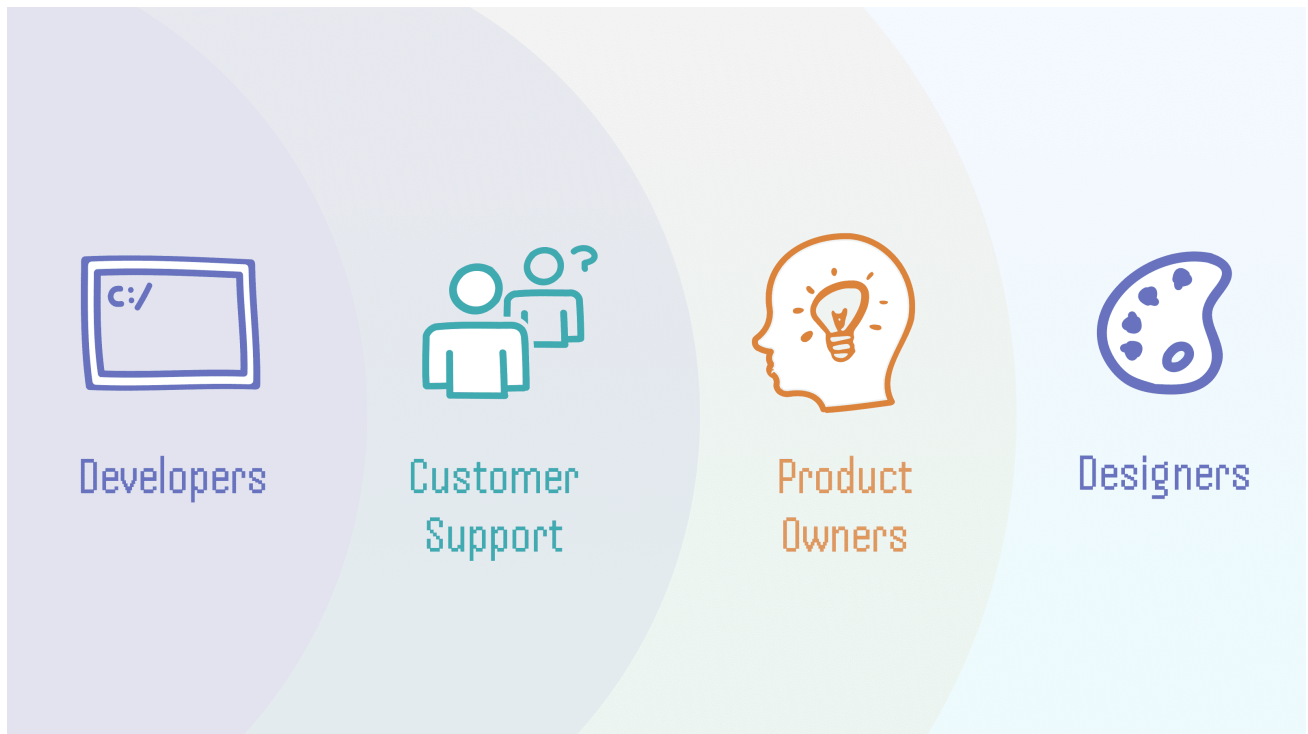 C:/
?
Developers
Customer
Support
Product
Owners
Designers